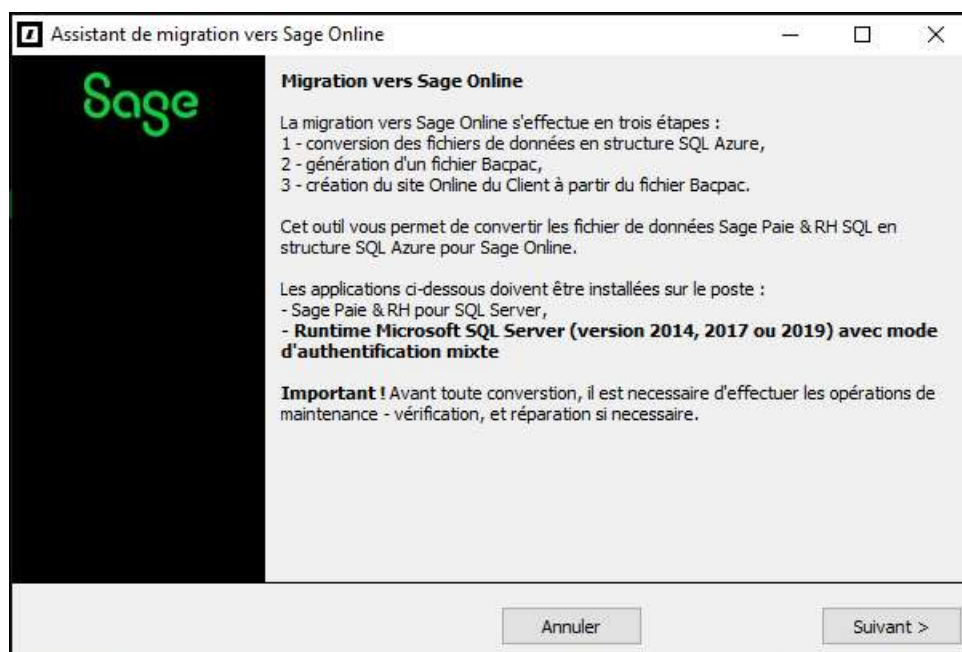 Assistant de migration vers Sage Online
Sage
Migration vers Sage Online
La migration vers Sage Online s'effectue en trois étapes :
1 - conversion des fichiers de données en structure SQL Azure,
2 - génération d'un fichier Bacpac,
3 - création du site Online du Client à partir du fichier Bacpac.
Cet outil vous permet de convertir les fichier de données Sage Paie & RH SQL en
structure SQL Azure pour Sage Online.
Les applications ci-dessous doivent être installées sur le poste :
- Sage Paie & RH pour SQL Server,
- Runtime Microsoft SQL Server (version 2014, 2017 ou 2019) avec mode
d'authentification mixte
Important ! Avant toute converstion, il est necessaire d'effectuer les opérations de
maintenance - vérification, et réparation si necessaire.
Annuler
Suivant >